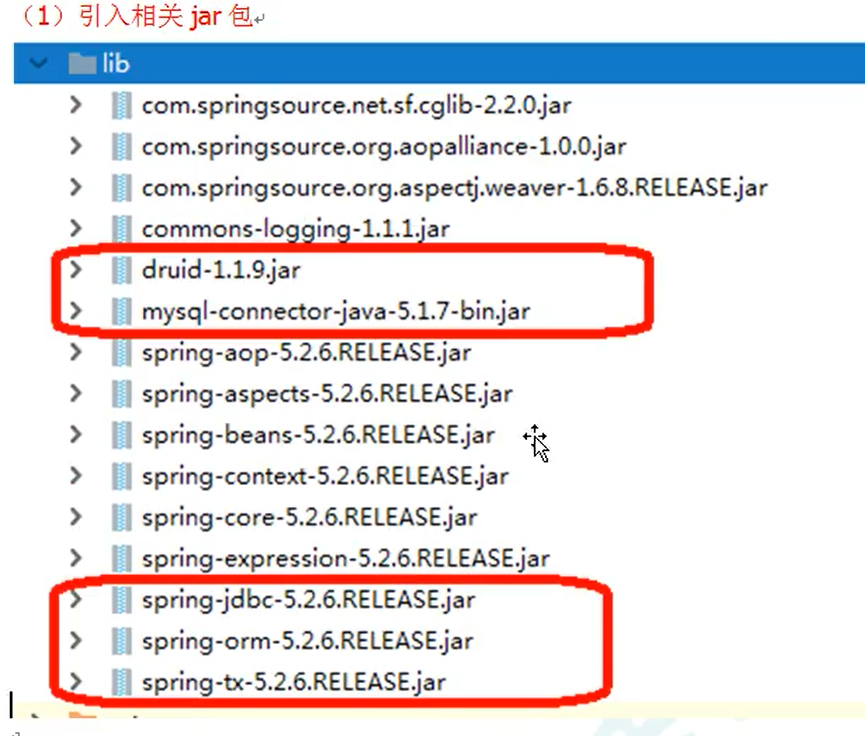 （1）引入相关 jar 包
lib
com.springsource.net.sf.cglib-2.2.0.jar
com.springsource.org.aopalliance-1.0.0.jar
com.springsource.org.aspectj.weaver-1.6.8.RELEASE.jar
commons-logging-1.1.1.jar
druid-1.1.9.jar
mysql-connector-java-5.1.7-bin.jar
spring-aop-5.2.6.RELEASE.jar
spring-aspects-5.2.6.RELEASE.jar
spring-beans-5.2.6.RELEASE.jar
spring-context-5.2.6.RELEASE.jar
spring-core-5.2.6.RELEASE.jar
spring-expression-5.2.6.RELEASE.jar
spring-jdbc-5.2.6.RELEASE.jar
spring-orm-5.2.6.RELEASE.jar
spring-tx-5.2.6.RELEASE.jar